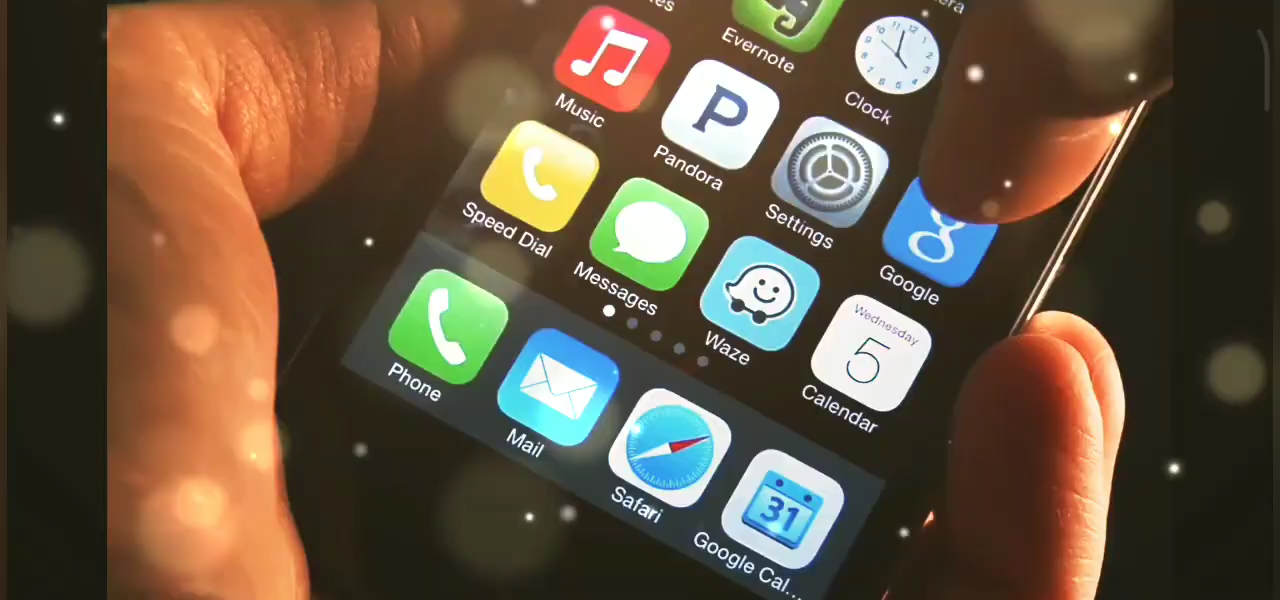 Evernote
Clock
Music
P
Pandora
Settings
g
Google
Speed Dial
Messages
Waze
Wednesday
5
Calendar
Phone
Mail
Safari
31
Google Cal...